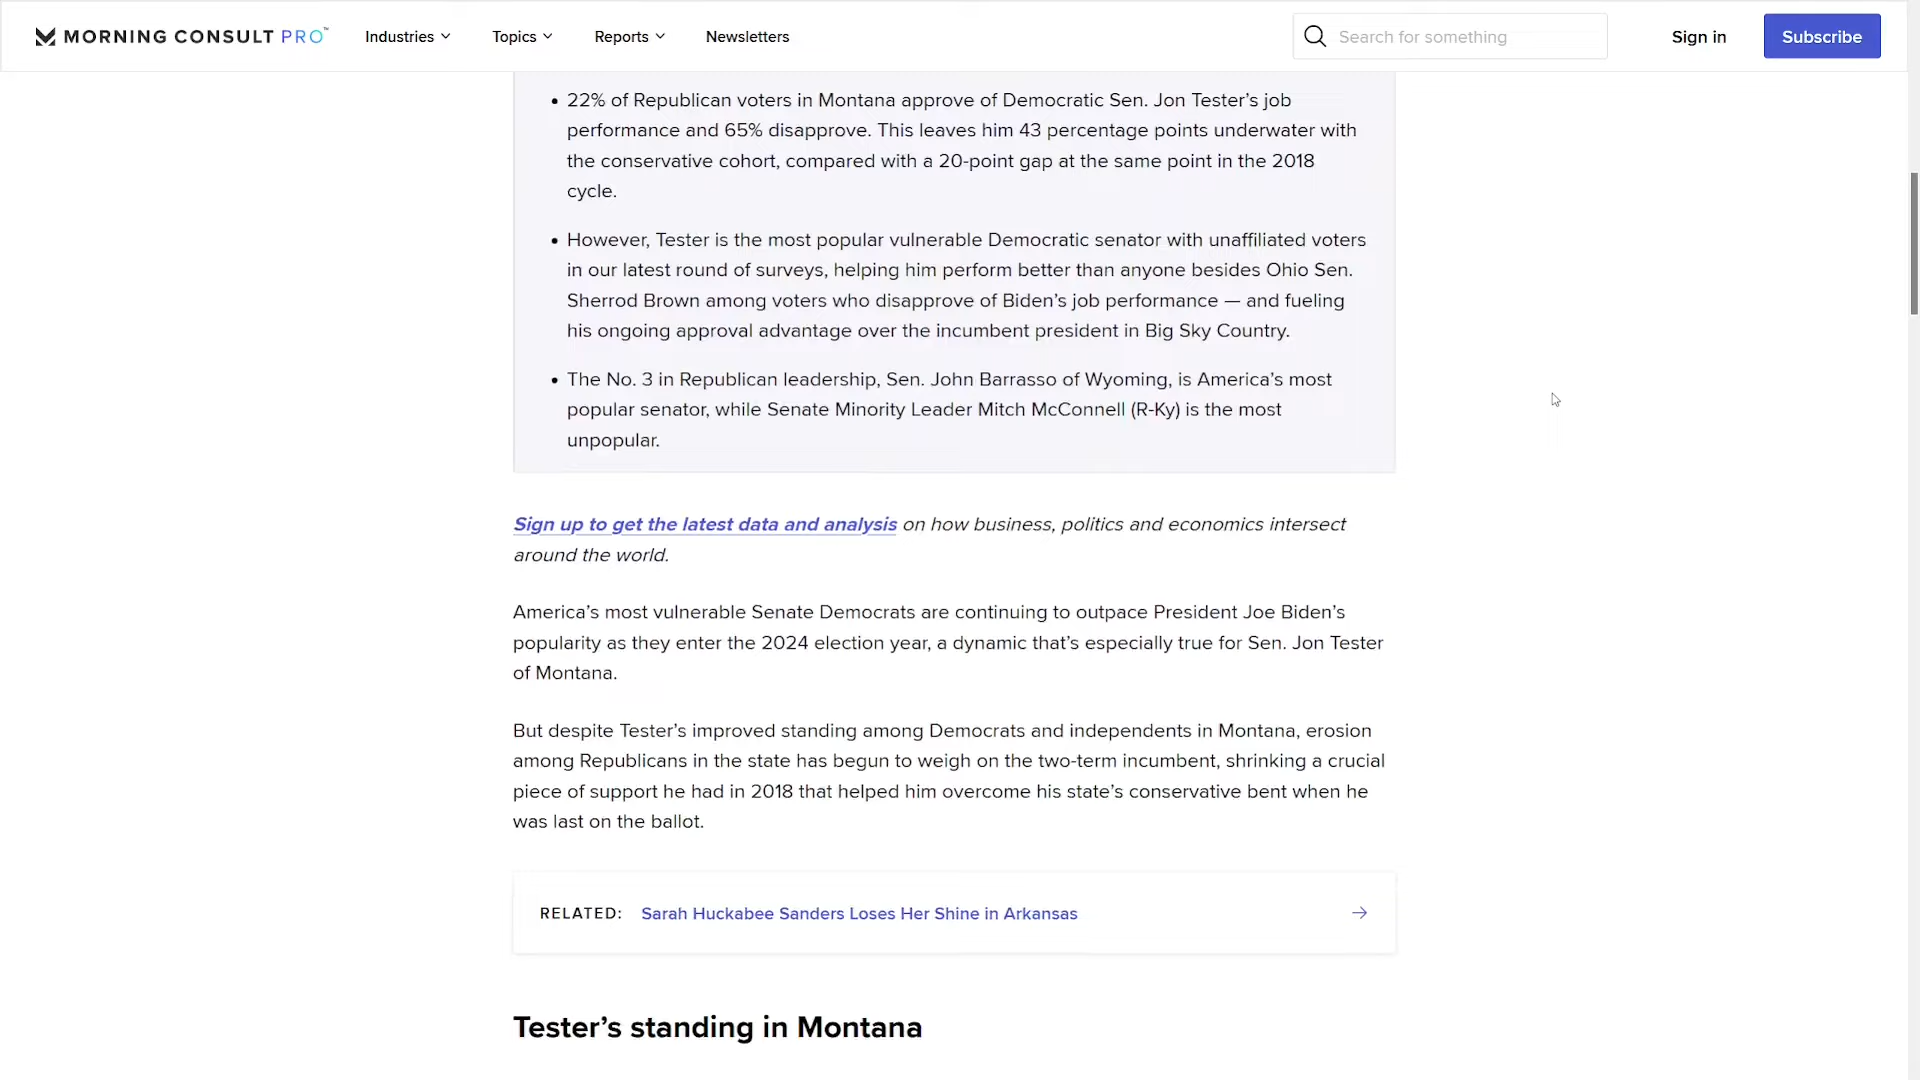 MORNING CONSULT PRO™ Industries Topics Reports Newsletters Search for something Sign in Subscribe
• 22% of Republican voters in Montana approve of Democratic Sen. Jon Tester’s job
performance and 65% disapprove. This leaves him 43 percentage points underwater with
the conservative cohort, compared with a 20-point gap at the same point in the 2018
cycle.
• However, Tester is the most popular vulnerable Democratic senator with unaffiliated voters
in our latest round of surveys, helping him perform better than anyone besides Ohio Sen.
Sherrod Brown among voters who disapprove of Biden’s job performance — and fueling
his ongoing approval advantage over the incumbent president in Big Sky Country.
• The No. 3 in Republican leadership, Sen. John Barrasso of Wyoming, is America’s most
popular senator, while Senate Minority Leader Mitch McConnell (R-Ky) is the most
unpopular.
Sign up to get the latest data and analysis on how business, politics and economics intersect
around the world.
America’s most vulnerable Senate Democrats are continuing to outpace President Joe Biden’s
popularity as they enter the 2024 election year, a dynamic that’s especially true for Sen. Jon Tester
of Montana.
But despite Tester’s improved standing among Democrats and independents in Montana, erosion
among Republicans in the state has begun to weigh on the two-term incumbent, shrinking a crucial
piece of support he had in 2018 that helped him overcome his state’s conservative bent when he
was last on the ballot.
RELATED: Sarah Huckabee Sanders Loses Her Shine in Arkansas
Tester’s standing in Montana